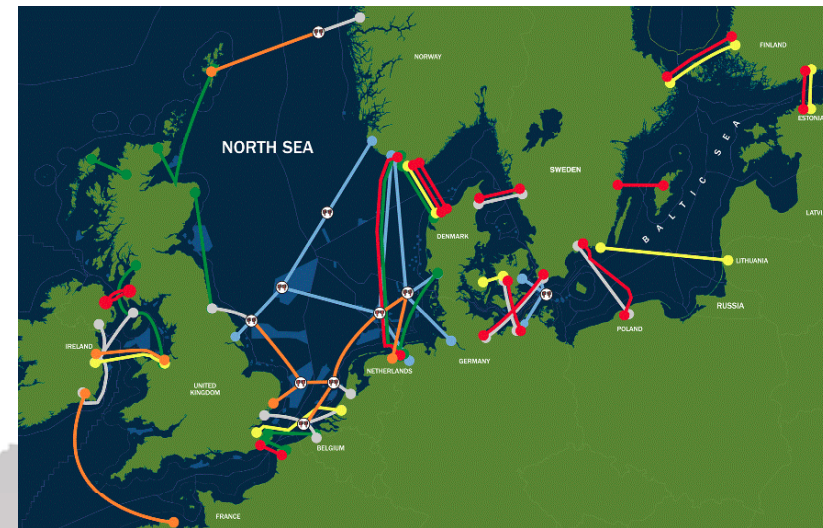 FINLAND
NORWAY
ESTONIA
NORTH SEA
SWEDEN
BALTIC SEA
LATVI
DENMARK
LITHUANIA
RUSSIA
POLAND
IRELAND
GERMANY
NETHERLANDS
UNITED
KINGDOM
BELGIUM
FRANCE